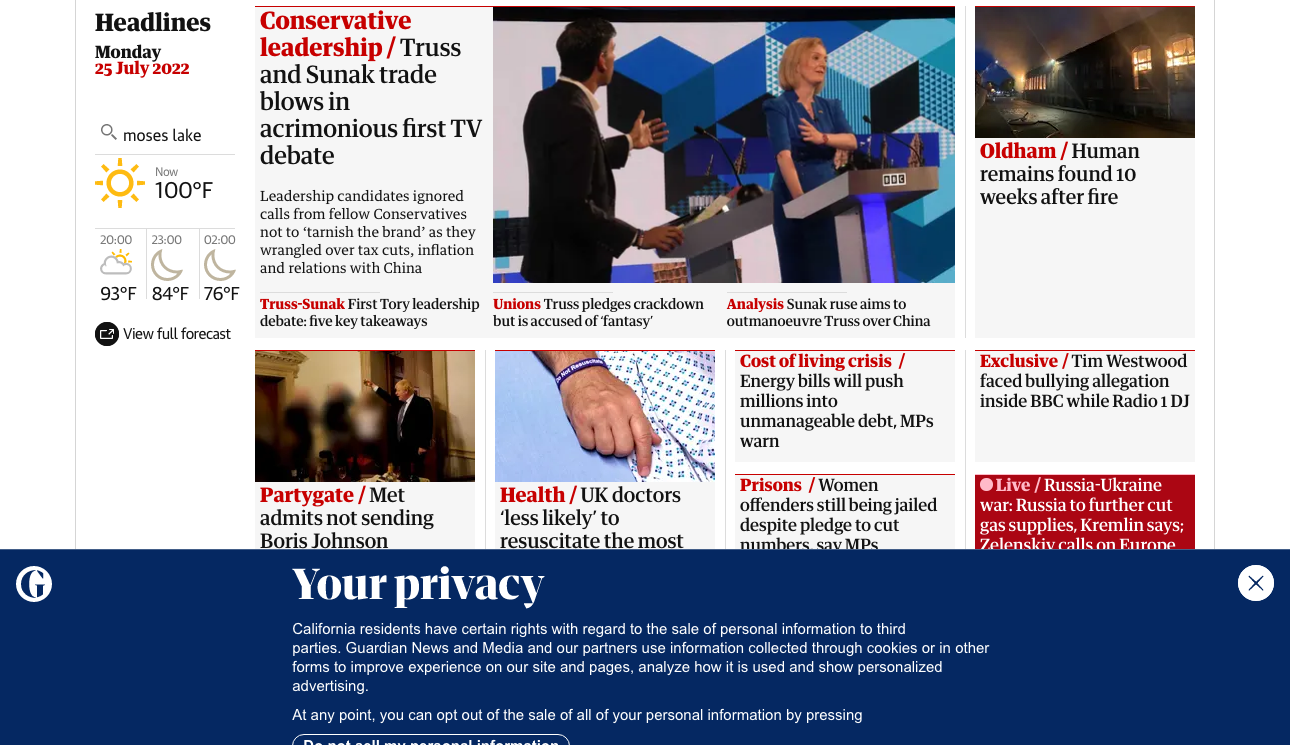 Headlines
Monday
25 July 2022
moses lake
Now
100°F
20:00
23:00
02:00
93°F
84°F
76°F
View full forecast
Conservative
leadership / Truss
and Sunak trade
blows in
acrimonious first TV
debate
Leadership candidates ignored
calls from fellow Conservatives
not to ‘tarnish the brand’ as they
wrangled over tax cuts, inflation
and relations with China
BBC
Truss-Sunak First Tory leadership
debate: five key takeaways
Unions Truss pledges crackdown
but is accused of ‘fantasy’
Analysis Sunak ruse aims to
outmanoeuvre Truss over China
Oldham / Human
remains found 10
weeks after fire
Partygate / Met
admits not sending
Boris Johnson
Do Not Resuscitate
Health / UK doctors
‘less likely’ to
resuscitate the most
Cost of living crisis /
Energy bills will push
millions into
unmanageable debt, MPs
warn
Prisons / Women
offenders still being jailed
despite pledge to cut
numbers, say MPs
Exclusive / Tim Westwood
faced bullying allegation
inside BBC while Radio 1 DJ
Live / Russia-Ukraine
war: Russia to further cut
gas supplies, Kremlin says;
Zelenskiy calls on Europe
G
Your privacy
California residents have certain rights with regard to the sale of personal information to third
parties. Guardian News and Media and our partners use information collected through cookies or in other
forms to improve experience on our site and pages, analyze how it is used and show personalized
advertising.
At any point, you can opt out of the sale of all of your personal information by pressing
Do not sell my personal information